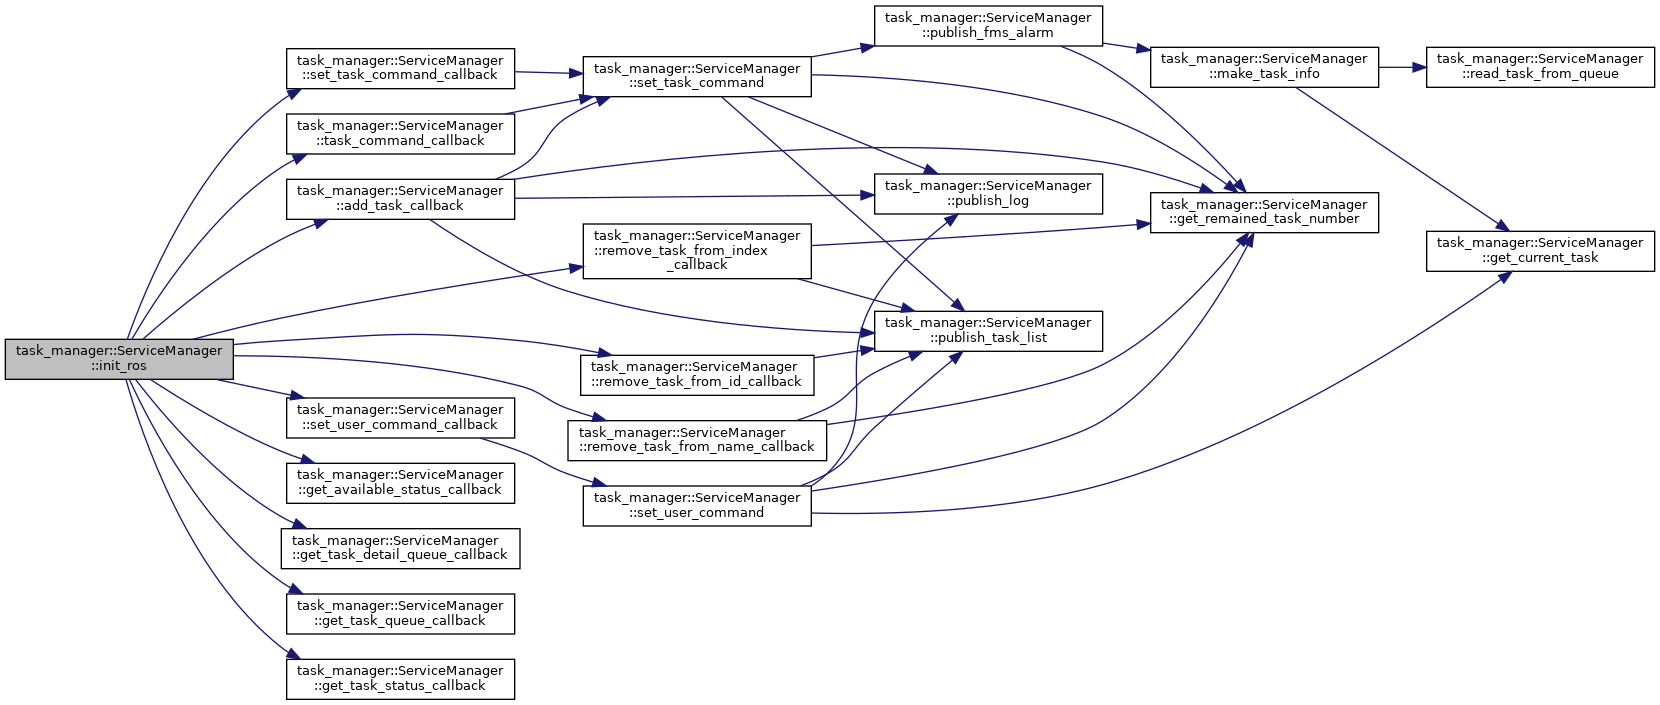 task_manager::ServiceManager
::init_ros
task_manager::ServiceManager
::set_task_command_callback
task_manager::ServiceManager
::task_command_callback
task_manager::ServiceManager
::add_task_callback
task_manager::ServiceManager
::set_user_command_callback
task_manager::ServiceManager
::get_available_status_callback
task_manager::ServiceManager
::get_task_detail_queue_callback
task_manager::ServiceManager
::get_task_queue_callback
task_manager::ServiceManager
::get_task_status_callback
task_manager::ServiceManager
::set_task_command
task_manager::ServiceManager
::remove_task_from_index
_callback
task_manager::ServiceManager
::remove_task_from_id_callback
task_manager::ServiceManager
::remove_task_from_name_callback
task_manager::ServiceManager
::set_user_command
task_manager::ServiceManager
::publish_fms_alarm
task_manager::ServiceManager
::publish_log
task_manager::ServiceManager
::publish_task_list
task_manager::ServiceManager
::make_task_info
task_manager::ServiceManager
::get_remained_task_number
task_manager::ServiceManager
::read_task_from_queue
task_manager::ServiceManager
::get_current_task